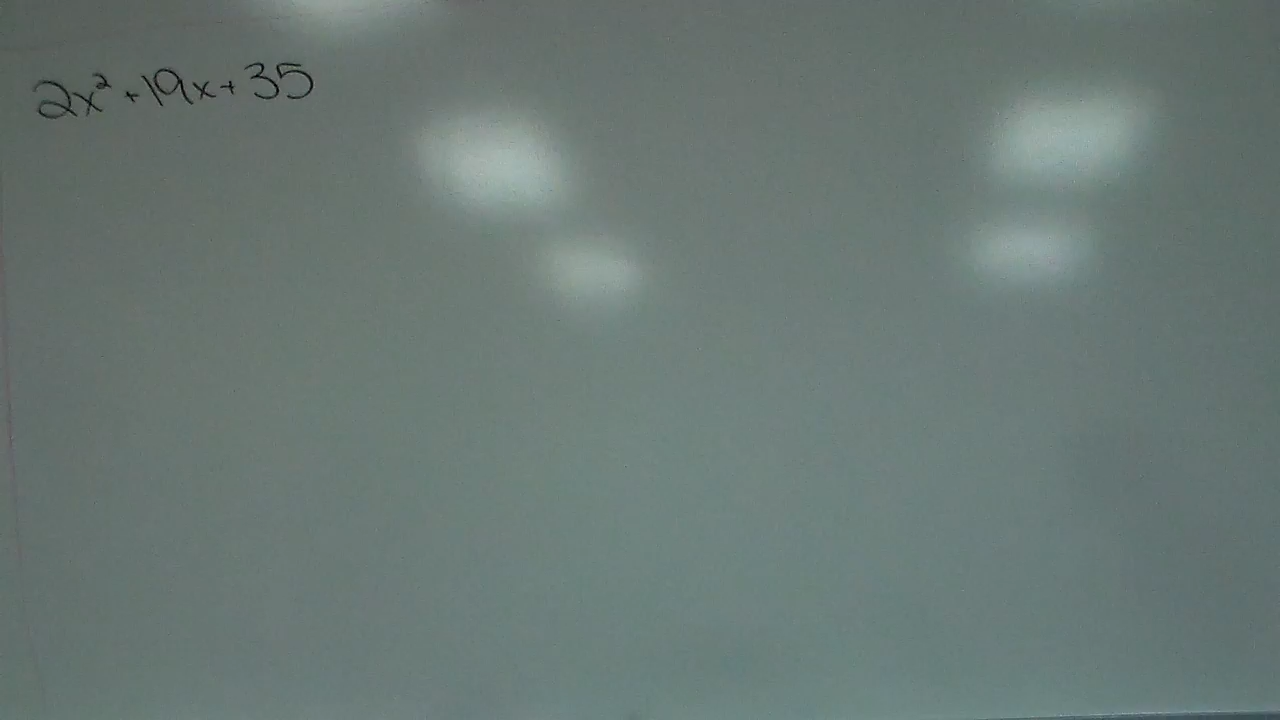 2x² + 19x + 35